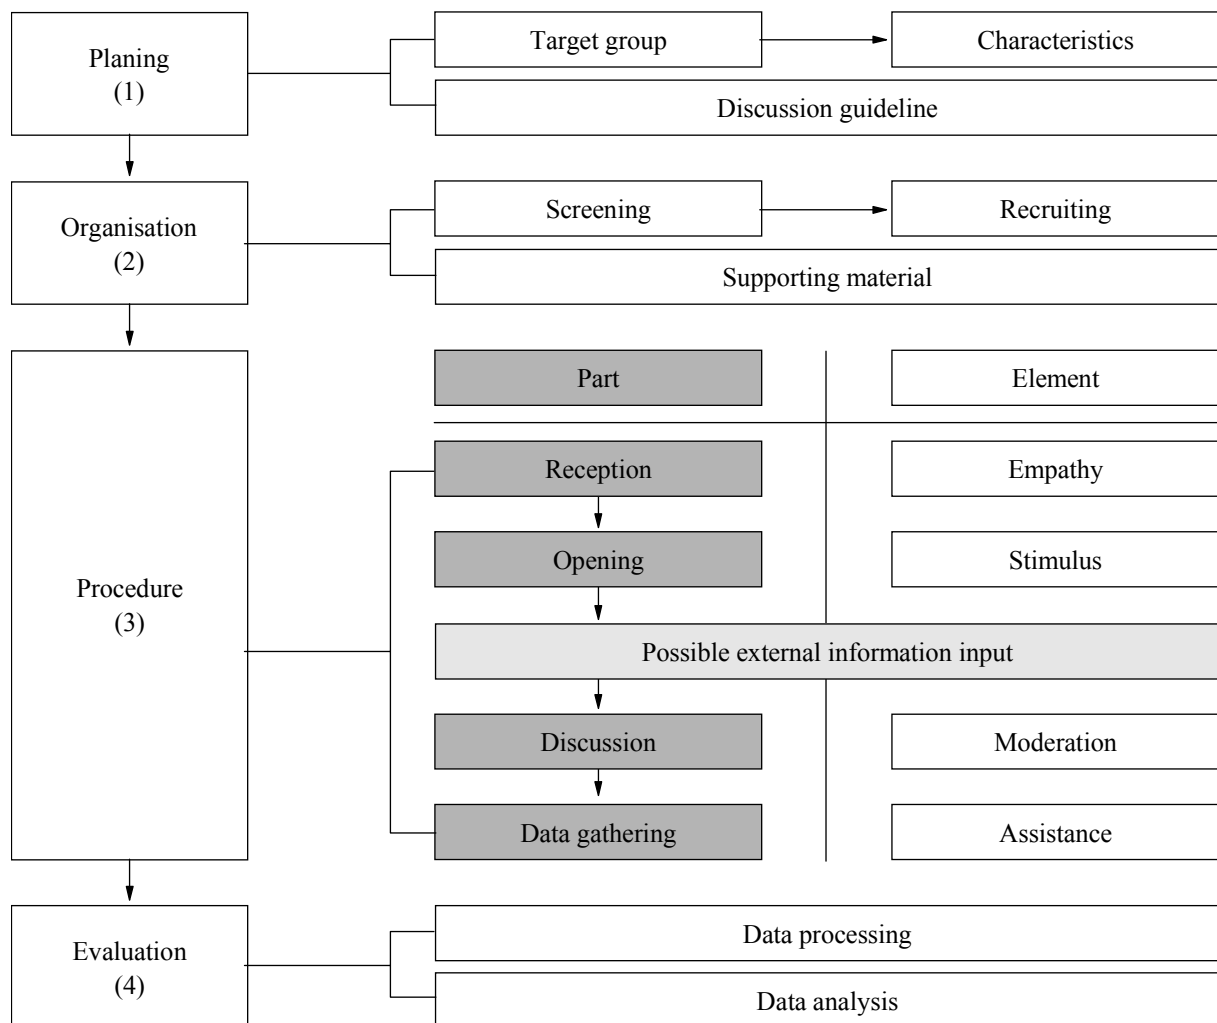 Planing
(1)
Target group
Characteristics
Discussion guideline
Organisation
(2)
Screening
Recruiting
Supporting material
Procedure
(3)
Part
Element
Reception
Empathy
Opening
Stimulus
Possible external information input
Discussion
Moderation
Data gathering
Assistance
Evaluation
(4)
Data processing
Data analysis